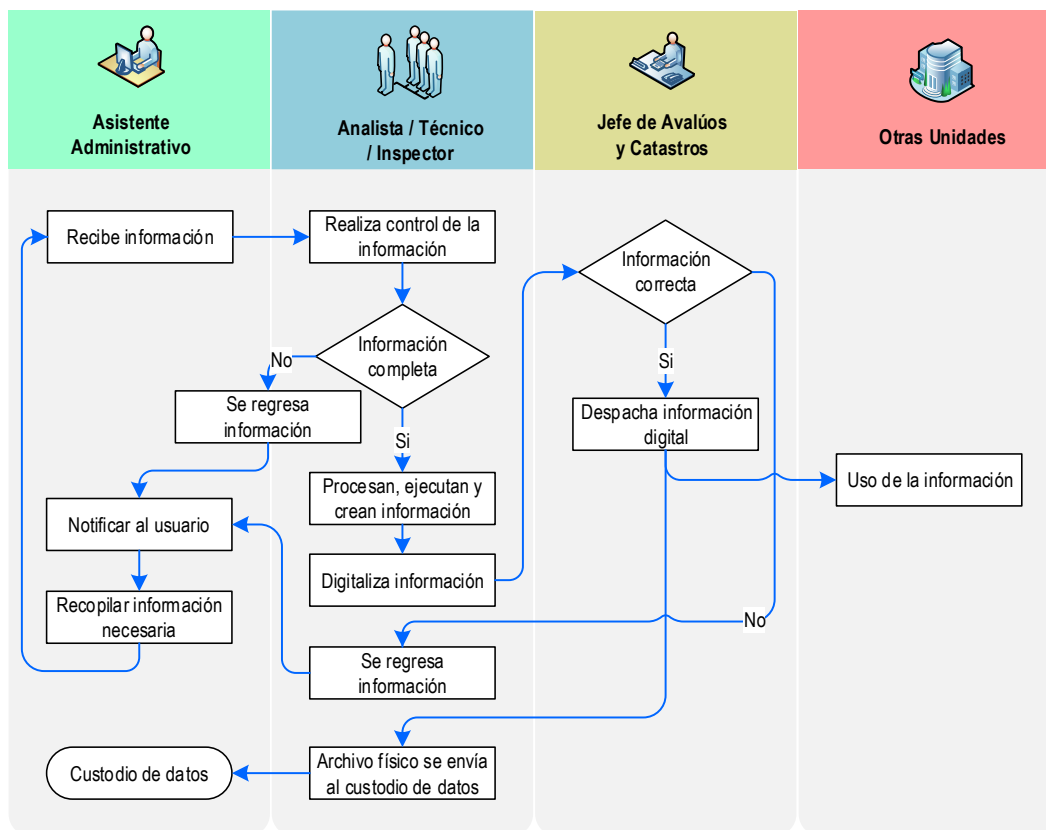 Asistente
Administrativo
Analista / Técnico
/ Inspector
Jefe de Avalúos
y Catastros
Otras Unidades
Recibe información
Realiza control de la
información
Información
correcta
Información
completa
No
Se regresa
información
Si
Si
Despacha información
digital
Procesan, ejecutan y
crean información
Uso de la información
Notificar al usuario
Digitaliza información
Recopilar información
necesaria
No
Se regresa
información
Custodio de datos
Archivo físico se envía
al custodio de datos